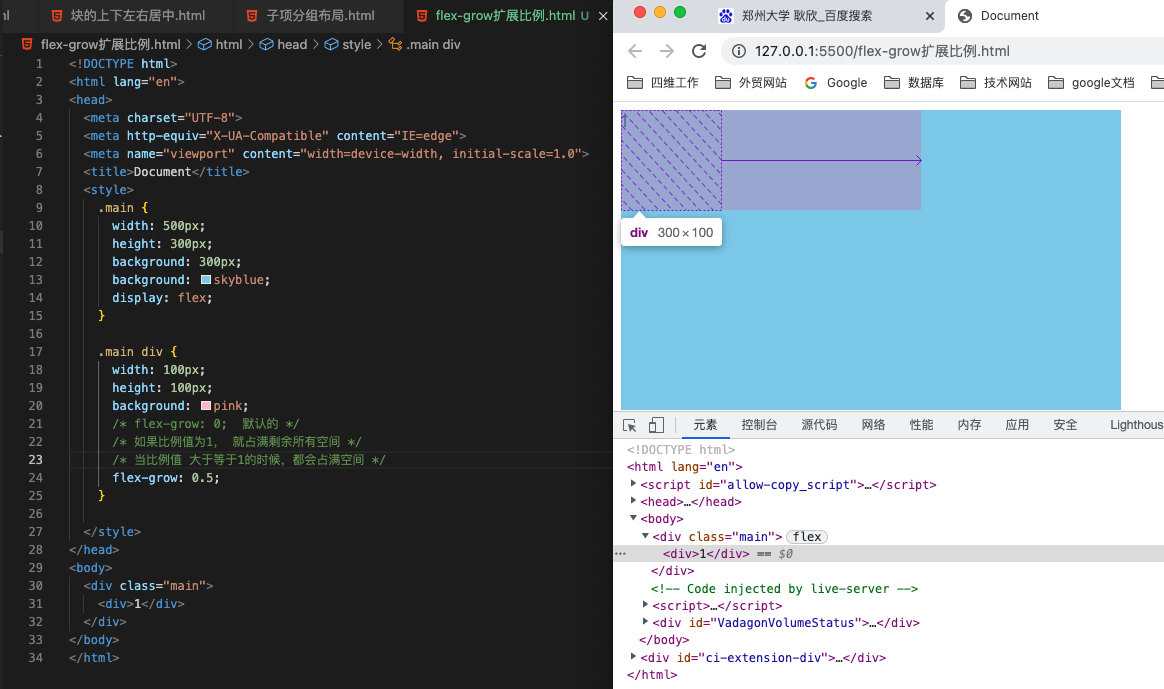 nl 块的上下左右居中.html 子项分组布局.html flex-grow扩展比例.html U
flex-grow扩展比例.html > html > head > style > .main div
1 <!DOCTYPE html>
2 <html lang="en">
3 <head>
4 <meta charset="UTF-8">
5 <meta http-equiv="X-UA-Compatible" content="IE=edge">
6 <meta name="viewport" content="width=device-width, initial-scale=1.0">
7 <title>Document</title>
8 <style>
9 .main {
10 width: 500px;
11 height: 300px;
12 background: 300px;
13 background: skyblue;
14 display: flex;
15 }
16
17 .main div {
18 width: 100px;
19 height: 100px;
20 background: pink;
21 /* flex-grow: 0; 默认的 */
22 /* 如果比例值为1, 就占满剩余所有空间 */
23 /* 当比例值 大于等于1的时候，都会占满空间 */
24 flex-grow: 0.5;
25 }
26
27 </style>
28 </head>
29 <body>
30 <div class="main">
31 <div>1</div>
32 </div>
33 </body>
34 </html>
郑州大学 耿欣_百度搜索 Document
127.0.0.1:5500/flex-grow扩展比例.html
四维工作 外贸网站 Google 数据库 技术网站 google文档
div 300×100
元素 控制台 源代码 网络 性能 内存 应用 安全 Lighthous
<!DOCTYPE html>
<html lang="en">
<script id="allow-copy_script">…</script>
<head>…</head>
<body>
<div class="main"> flex
<div>1</div> == $0
</div>
<!-- Code injected by live-server -->
<script>…</script>
<div id="VadagonVolumeStatus">…</div>
</body>
<div id="ci-extension-div">…</div>
</html>